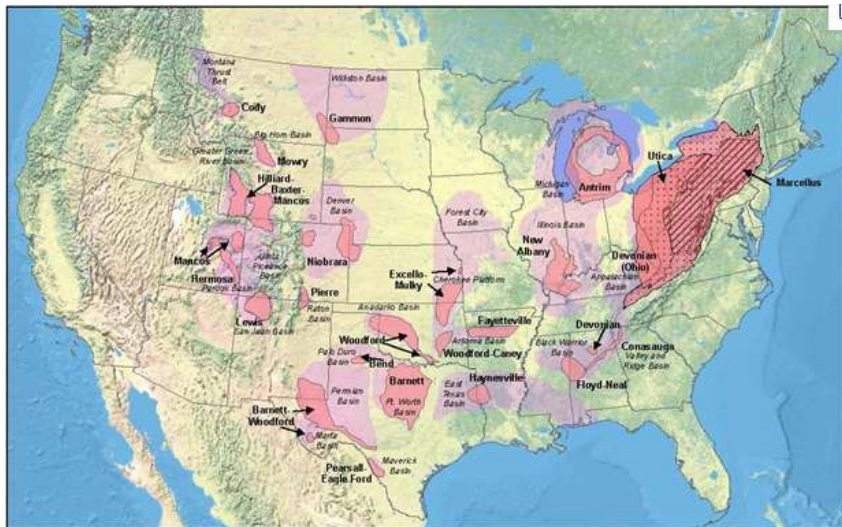 Montana
Thrust
Belt
Williston Basin
Cody
Gammon
Big Horn Basin
Greater Green
River Basin
Mowry
Hilliard-
Baxter-
Mancos
Denver
Basin
Niobrara
Mancos
Uinta
Piceance
Basin
Hermosa
Paradox Basin
Pierre
Lewis
San Juan Basin
Raton
Basin
Forest City
Basin
Excello-
Mulky
Cherokee Platform
Anadarko Basin
Woodford
Fayetteville
Arkoma Basin
Woodford-Caney
Palo Duro
Basin
Bend
Barnett
Ft. Worth
Basin
Permian
Basin
Barnett-
Woodford
Marfa
Basin
Pearsall-
Eagle Ford
Maverick
Basin
East
Texas
Basin
Haynerville
Michigan
Basin
Antrim
Illinois Basin
New
Albany
Utica
Marcellus
Devonian
(Ohio)
Appalachian
Basin
Devonian
Black Warrior
Basin
Conasauga
Valley and
Ridge Basin
Floyd-Neal